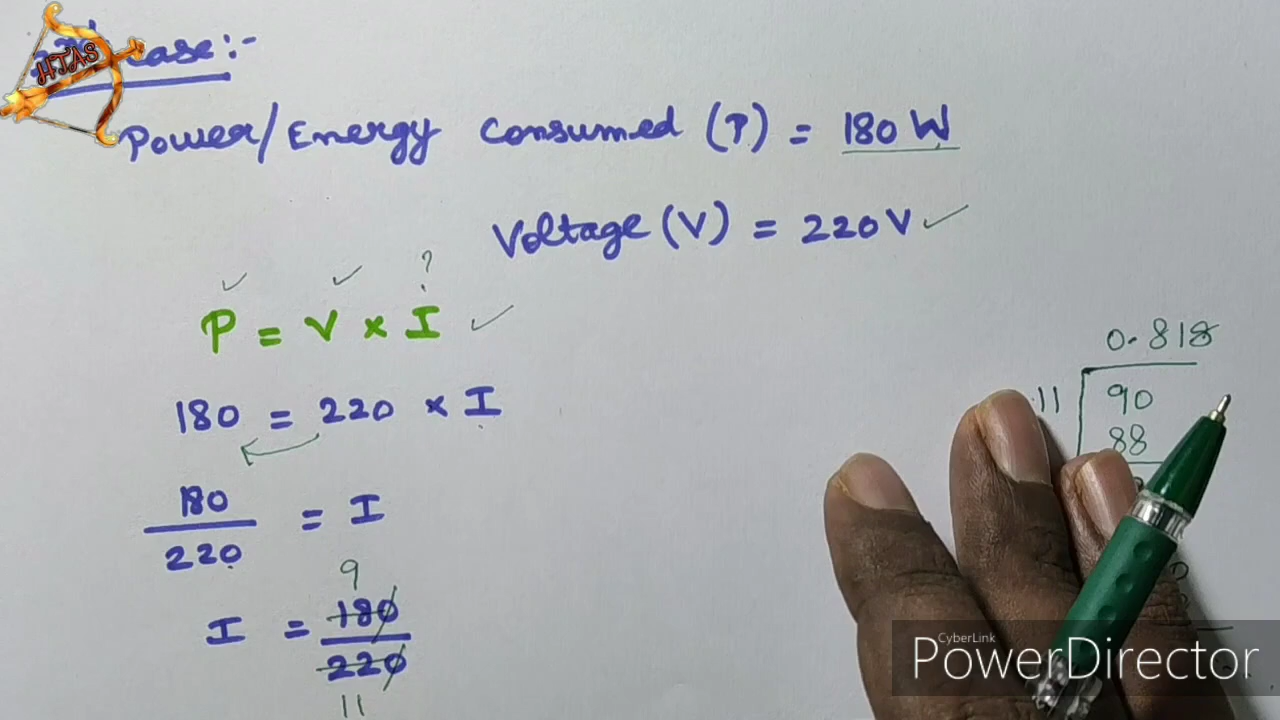 HTAS
case:-
Power/Energy Consumed (P) = 180 W
Voltage (V) = 220 V ✓
✓ ✓ ?
P = V × I ✓
180 = 220 × I
180/220 = I
9
I = 180/220
11
0.818
11 90
88
CyberLink
PowerDirector